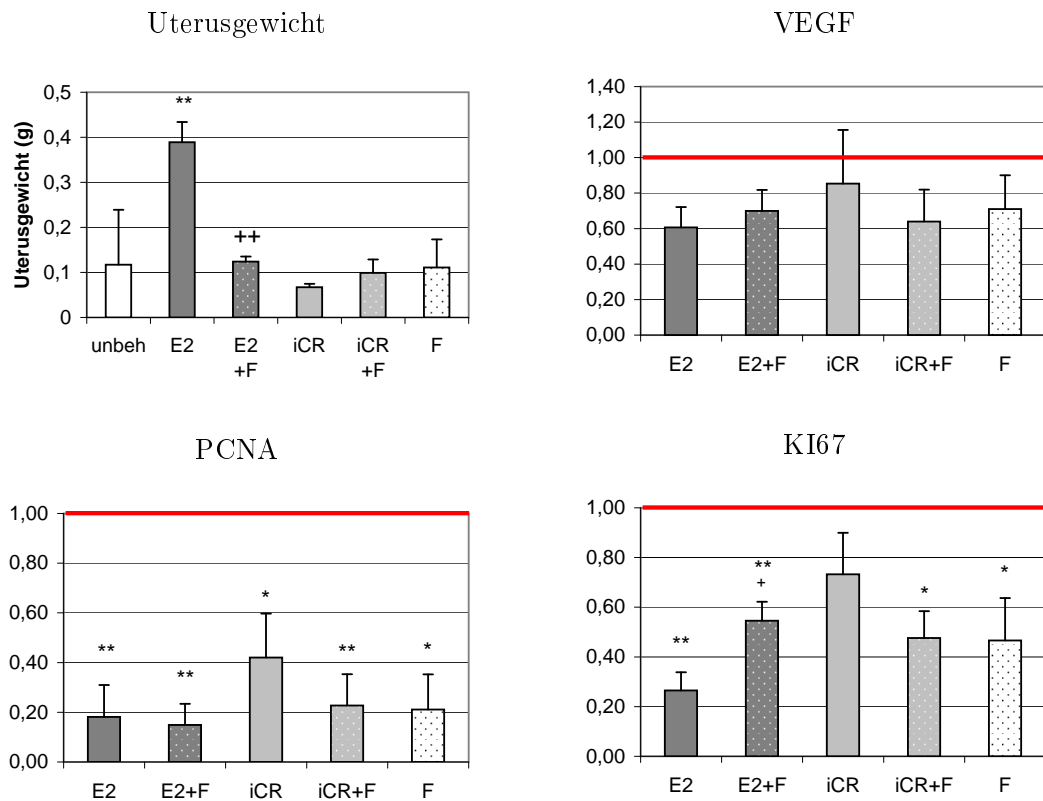 Uterusgewicht
Uterusgewicht (g)
0,5
0,4
0,3
0,2
0,1
0
**
++
unbeh E2 E2 iCR iCR F
+F +F
VEGF
1,40
1,20
1,00
0,80
0,60
0,40
0,20
0,00
E2 E2+F iCR iCR+F F
PCNA
1,00
0,80
0,60
0,40
0,20
0,00
** ** * ** *
E2 E2+F iCR iCR+F F
KI67
1,00
0,80
0,60
0,40
0,20
0,00
** ** * *
+
E2 E2+F iCR iCR+F F